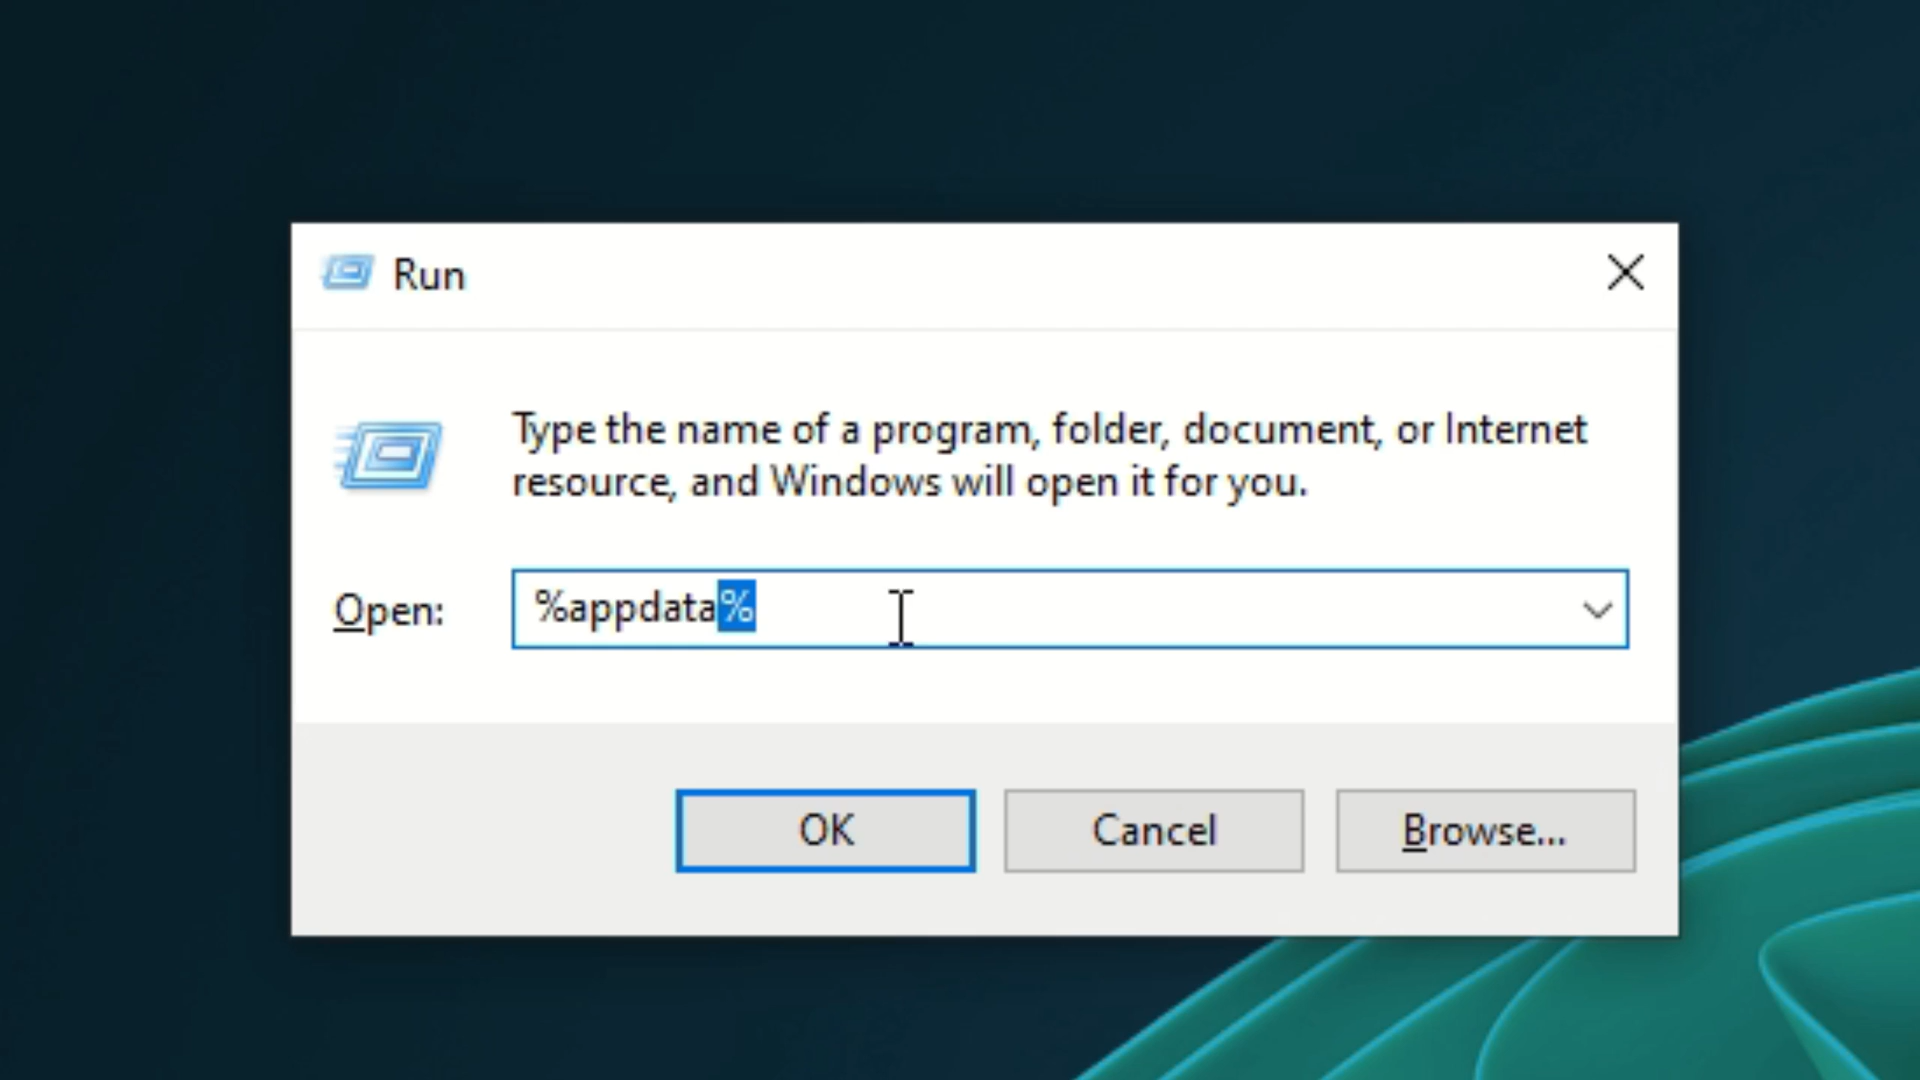 Run
Type the name of a program, folder, document, or Internet
resource, and Windows will open it for you.
Open: %appdata%
OK Cancel Browse...